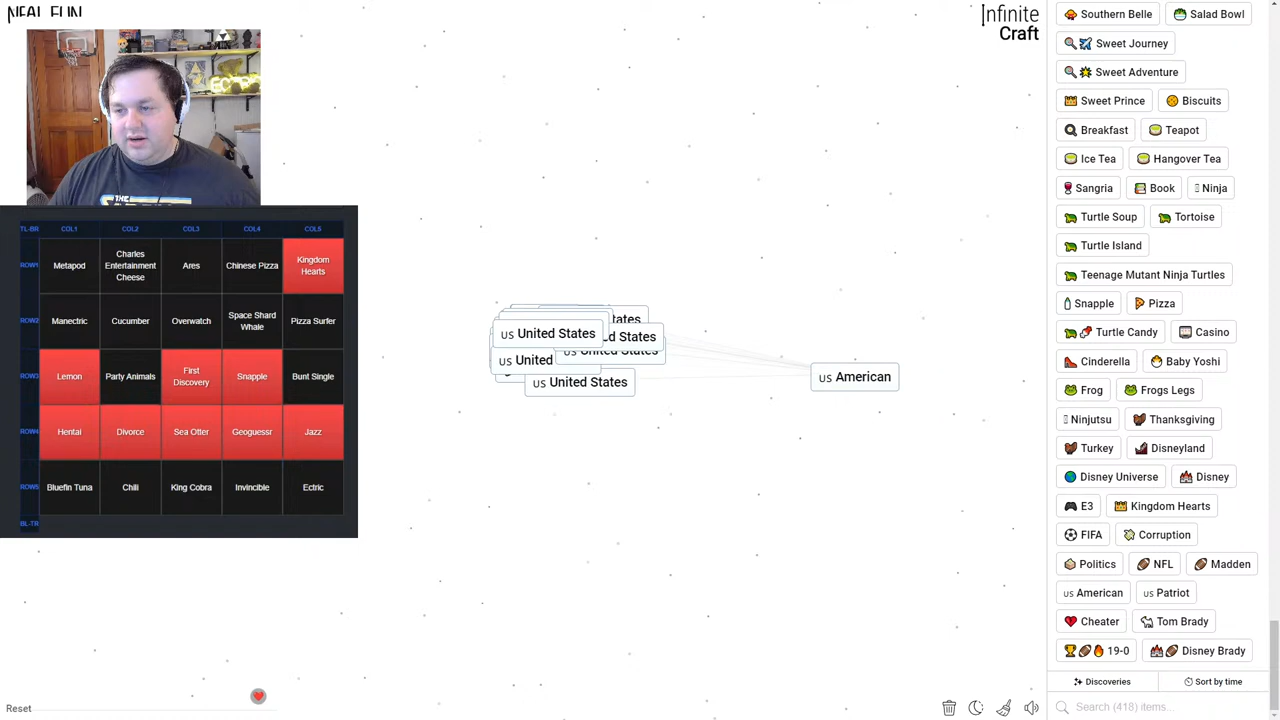 NEAL.FUN
Infinite
Craft
TL-BR COL1 COL2 COL3 COL4 COL5
ROW1 Metapod Charles Entertainment Cheese Ares Chinese Pizza Kingdom Hearts
ROW2 Manectric Cucumber Overwatch Space Shard Whale Pizza Surfer
ROW3 Lemon Party Animals First Discovery Snapple Bunt Single
ROW4 Hentai Divorce Sea Otter Geoguessr Jazz
ROW5 Bluefin Tuna Chili King Cobra Invincible Ectric
BL-TR
US United States
US United
United States
US United States
US American
Southern Belle Salad Bowl
Sweet Journey
Sweet Adventure
Sweet Prince Biscuits
Breakfast Teapot
Ice Tea Hangover Tea
Sangria Book Ninja
Turtle Soup Tortoise
Turtle Island
Teenage Mutant Ninja Turtles
Snapple Pizza
Turtle Candy Casino
Cinderella Baby Yoshi
Frog Frogs Legs
Ninjutsu Thanksgiving
Turkey Disneyland
Disney Universe Disney
E3 Kingdom Hearts
FIFA Corruption
Politics NFL Madden
US American US Patriot
Cheater Tom Brady
19-0 Disney Brady
Discoveries Sort by time
Search (418) items...
Reset